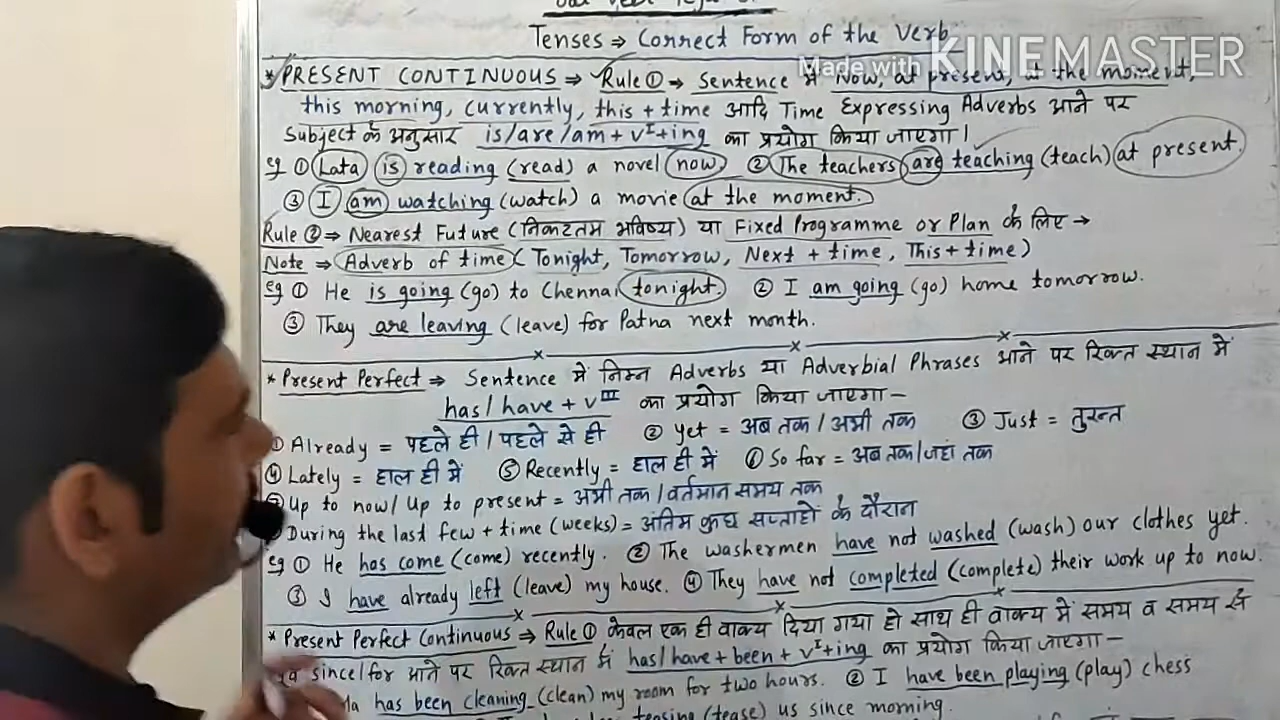 Tenses ⇒ Correct Form of the Verb
Made with KINEMASTER
* PRESENT CONTINUOUS ⇒ Rule ① → Sentence में Now, at present, at the moment,
this morning, currently, this + time आदि Time Expressing Adverbs आने पर
Subject के अनुसार is/are/am + vᴵ+ing का प्रयोग किया जाएगा।
eg ① Lata is reading (read) a novel now ② The teachers are teaching (teach) at present.
③ I am watching (watch) a movie at the moment.
Rule ② ⇒ Nearest Future (निकटतम भविष्य) या Fixed Programme or Plan के लिए →
Note ⇒ Adverb of time (Tonight, Tomorrow, Next + time, This + time)
eg ① He is going (go) to Chennai tonight. ② I am going (go) home tomorrow.
③ They are leaving (leave) for Patna next month.
* Present Perfect ⇒ Sentence में निम्न Adverbs या Adverbial Phrases आने पर रिक्त स्थान में
has/have + vᴵᴵᴵ का प्रयोग किया जाएगा—
① Already = पहले ही / पहले से ही ② Yet = अब तक / अभी तक ③ Just = तुरन्त
④ Lately = हाल ही में ⑤ Recently = हाल ही में ⑥ So far = अब तक/जहां तक
Up to now/ Up to present = अभी तक / वर्तमान समय तक
During the last few + time (weeks) = अंतिम कुछ सप्ताहों के दौरान
eg ① He has come (come) recently. ② The washermen have not washed (wash) our clothes yet.
③ I have already left (leave) my house. ④ They have not completed (complete) their work up to now.
* Present Perfect Continuous ⇒ Rule ① केवल एक ही वाक्य दिया गया हो साथ ही वाक्य में समय व समय से
since/for आने पर रिक्त स्थान में has/have + been + vᴵ+ing का प्रयोग किया जाएगा—
has been cleaning (clean) my room for two hours. ② I have been playing (play) chess
teasing (tease) us since morning.